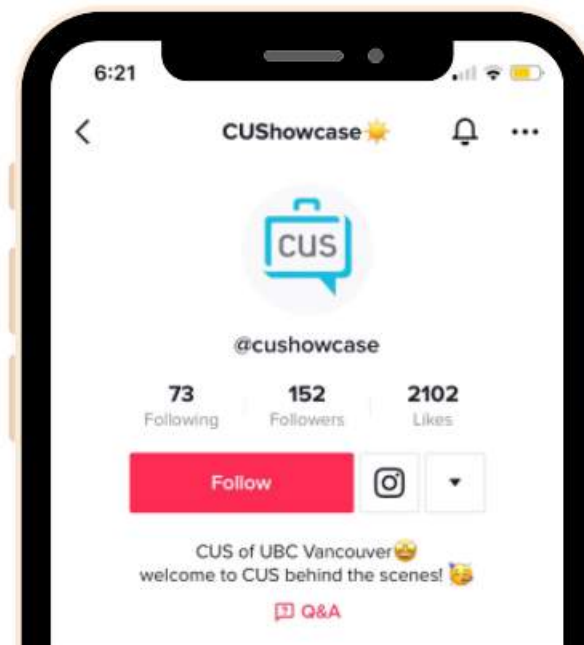 6:21
CUShowcase☀️
CUS
@cushowcase
73 152 2102
Following Followers Likes
Follow
CUS of UBC Vancouver🤩
welcome to CUS behind the scenes! 🥳
Q&A